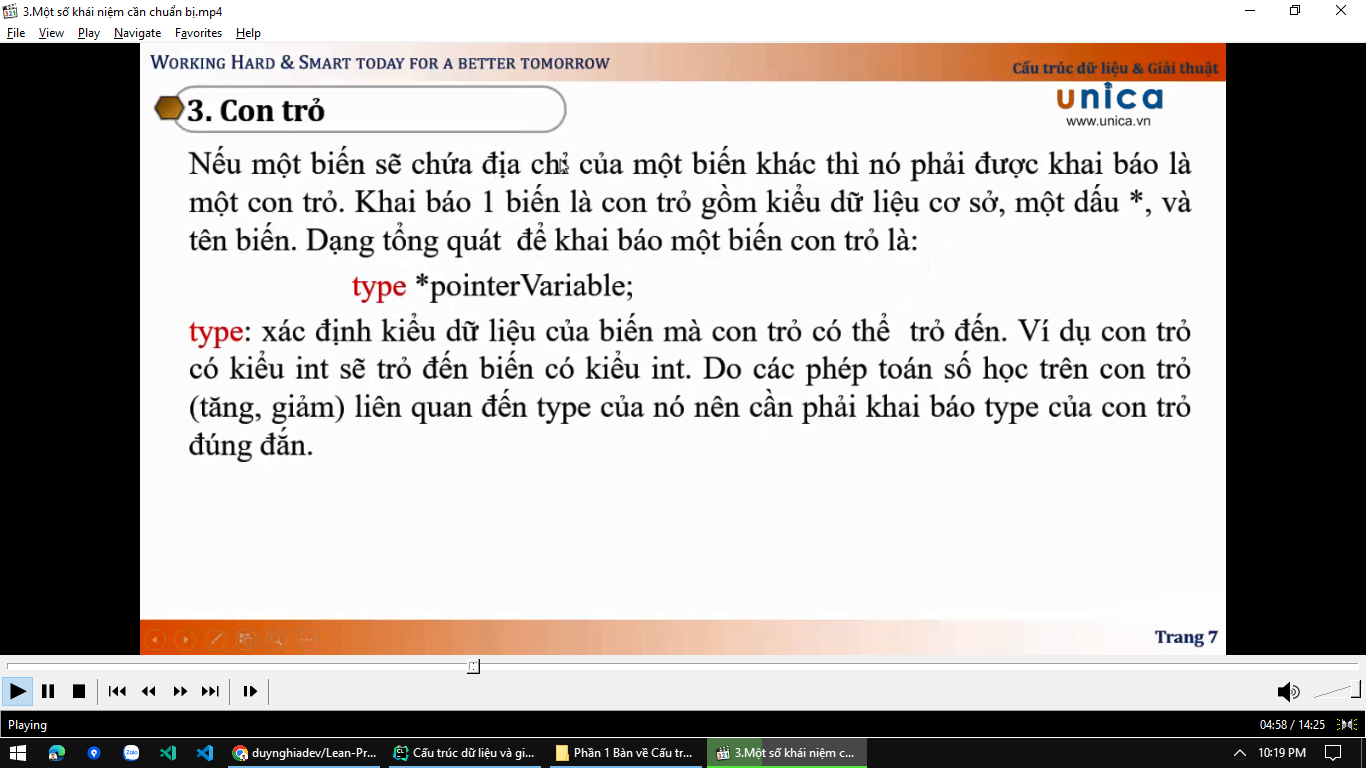 3.Một số khái niệm cần chuẩn bị.mp4
File View Play Navigate Favorites Help
WORKING HARD & SMART TODAY FOR A BETTER TOMORROW
Cấu trúc dữ liệu & Giải thuật
unica
www.unica.vn
3. Con trỏ
Nếu một biến sẽ chứa địa chỉ của một biến khác thì nó phải được khai báo là
một con trỏ. Khai báo 1 biến là con trỏ gồm kiểu dữ liệu cơ sở, một dấu *, và
tên biến. Dạng tổng quát để khai báo một biến con trỏ là:
type *pointerVariable;
type: xác định kiểu dữ liệu của biến mà con trỏ có thể trỏ đến. Ví dụ con trỏ
có kiểu int sẽ trỏ đến biến có kiểu int. Do các phép toán số học trên con trỏ
(tăng, giảm) liên quan đến type của nó nên cần phải khai báo type của con trỏ
đúng đắn.
Trang 7
Playing
04:58 / 14:25
Zalo
duynghiadev/Lean-Pr...
Cấu trúc dữ liệu và gi...
Phần 1 Bàn về Cấu tr...
3.Một số khái niệm c...
10:19 PM